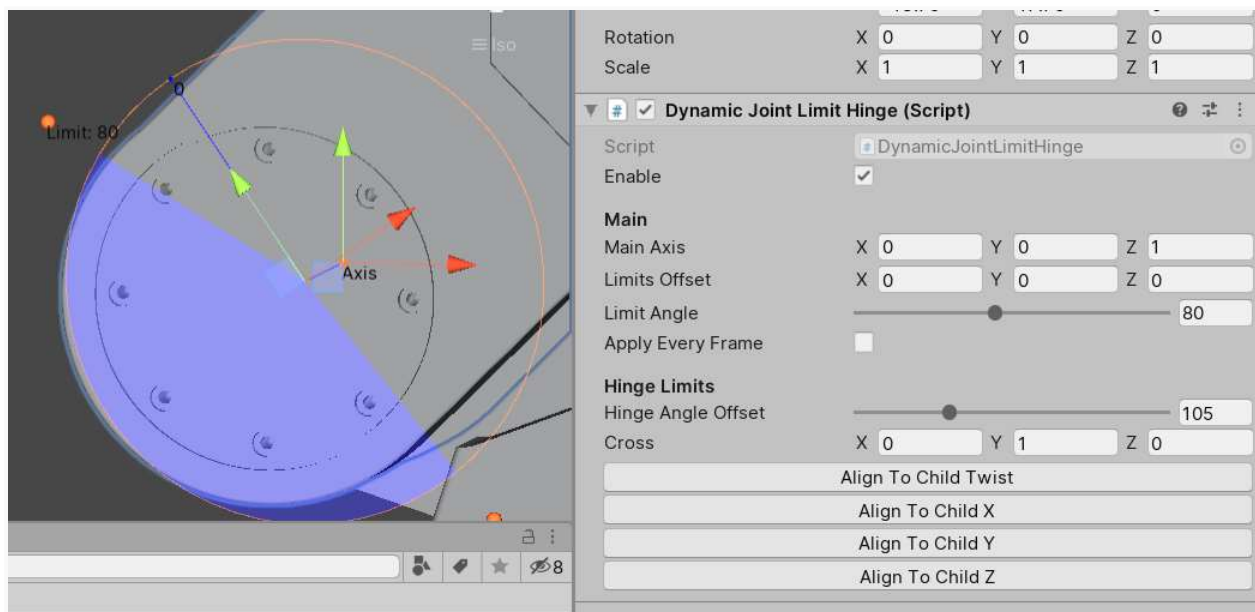 Iso
0
Limit: 80
Axis
8
Rotation X 0 Y 0 Z 0
Scale X 1 Y 1 Z 1
Dynamic Joint Limit Hinge (Script)
Script # DynamicJointLimitHinge
Enable
Main
Main Axis X 0 Y 0 Z 1
Limits Offset X 0 Y 0 Z 0
Limit Angle 80
Apply Every Frame
Hinge Limits
Hinge Angle Offset 105
Cross X 0 Y 1 Z 0
Align To Child Twist
Align To Child X
Align To Child Y
Align To Child Z